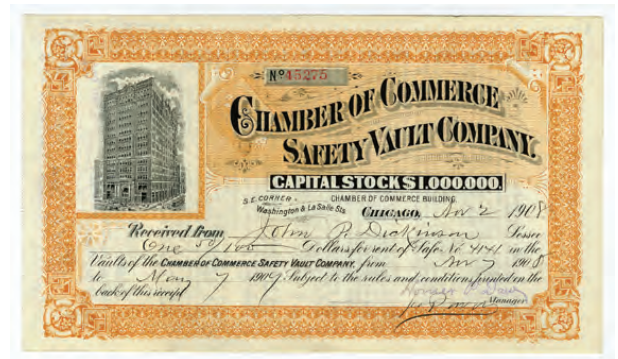 Nº 45275
CHAMBER OF COMMERCE
SAFETY VAULT COMPANY.
CAPITAL STOCK $1,000,000.
S.E. CORNER CHAMBER OF COMMERCE BUILDING.
Washington & La Salle Sts. CHICAGO, Nov 2 1908
Received from John R. Dickinson Lessee
One 50/100 Dollars for rent of Safe No. in the
Vaults of the CHAMBER OF COMMERCE SAFETY VAULT COMPANY, from Nov 7 1908
to May 7 1909 Subject to the rules and conditions printed on the
back of this receipt
Manager